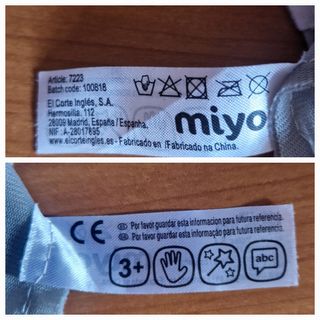 Article: 7223
Batch code: 100618
El Corte Inglés, S.A.
Hermosilla, 112
28009 Madrid, España / Espanha.
NIF: A-28017895
www.elcorteingles.es - Fabricado en /Fabricado na China.
miyo
CE
Por favor guardar esta informacion para futura referencia.
Por favor guardar esta informação para futura referência.
3+
abc